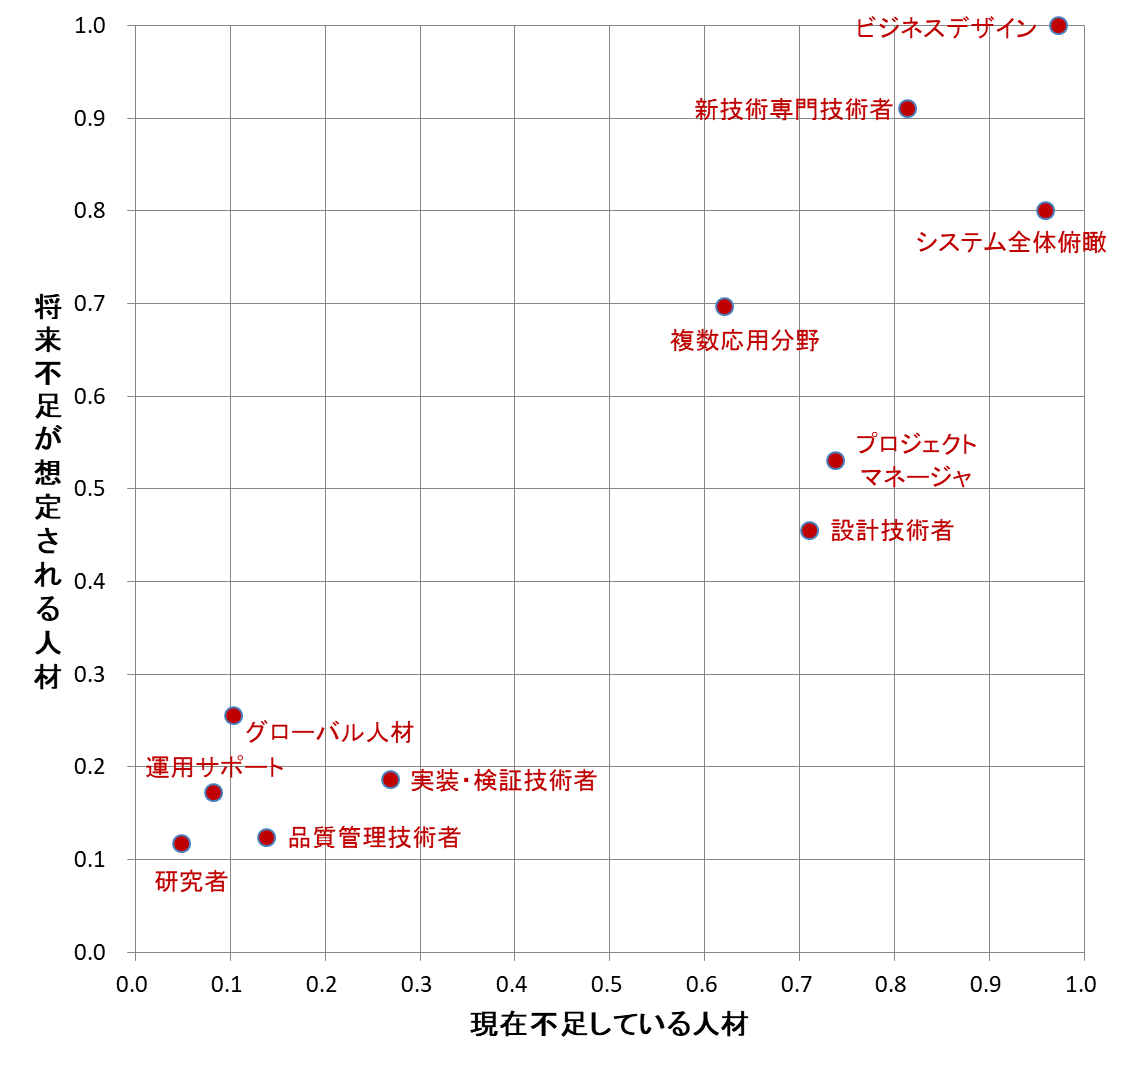 1.0
0.9
0.8
0.7
0.6
0.5
0.4
0.3
0.2
0.1
0.0
将来不足が想定される人材
ビジネスデザイン
新技術専門技術者
システム全体俯瞰
複数応用分野
プロジェクト
マネージャ
設計技術者
グローバル人材
運用サポート
実装・検証技術者
品質管理技術者
研究者
0.0 0.1 0.2 0.3 0.4 0.5 0.6 0.7 0.8 0.9 1.0
現在不足している人材